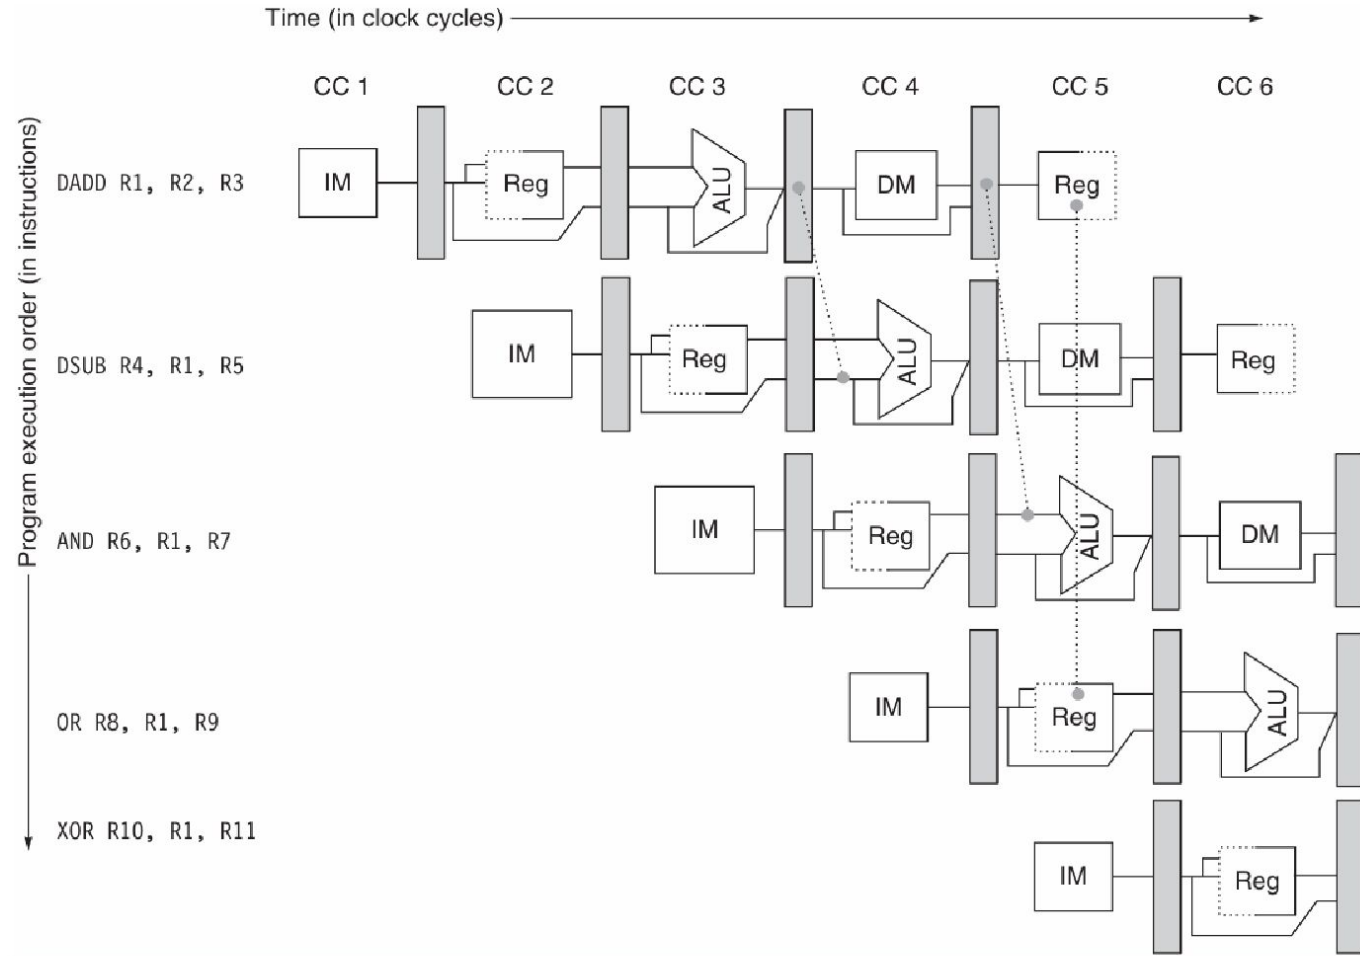 Time (in clock cycles)
CC 1 CC 2 CC 3 CC 4 CC 5 CC 6
Program execution order (in instructions)
DADD R1, R2, R3 IM Reg ALU DM Reg
DSUB R4, R1, R5 IM Reg ALU DM Reg
AND R6, R1, R7 IM Reg ALU DM
OR R8, R1, R9 IM Reg ALU
XOR R10, R1, R11 IM Reg